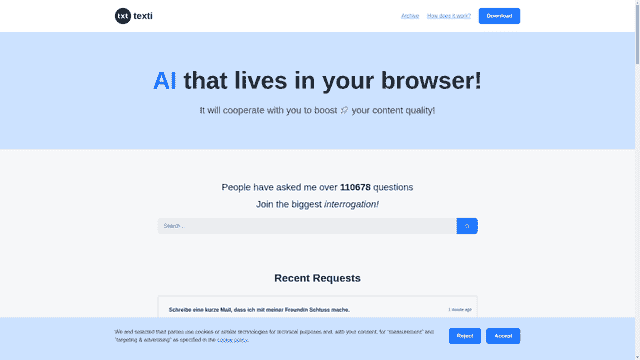 txt texti
Archive How does it work? Download
AI that lives in your browser!
It will cooperate with you to boost your content quality!
People have asked me over 110678 questions
Join the biggest interrogation!
Search...
Recent Requests
Schreibe eine kurze Mail, dass ich mit meiner Freundin Schluss mache. 1 minute ago
We and selected third parties use cookies or similar technologies for technical purposes and, with your consent, for "measurement" and
"targeting & advertising" as specified in the cookie policy.
Reject Accept